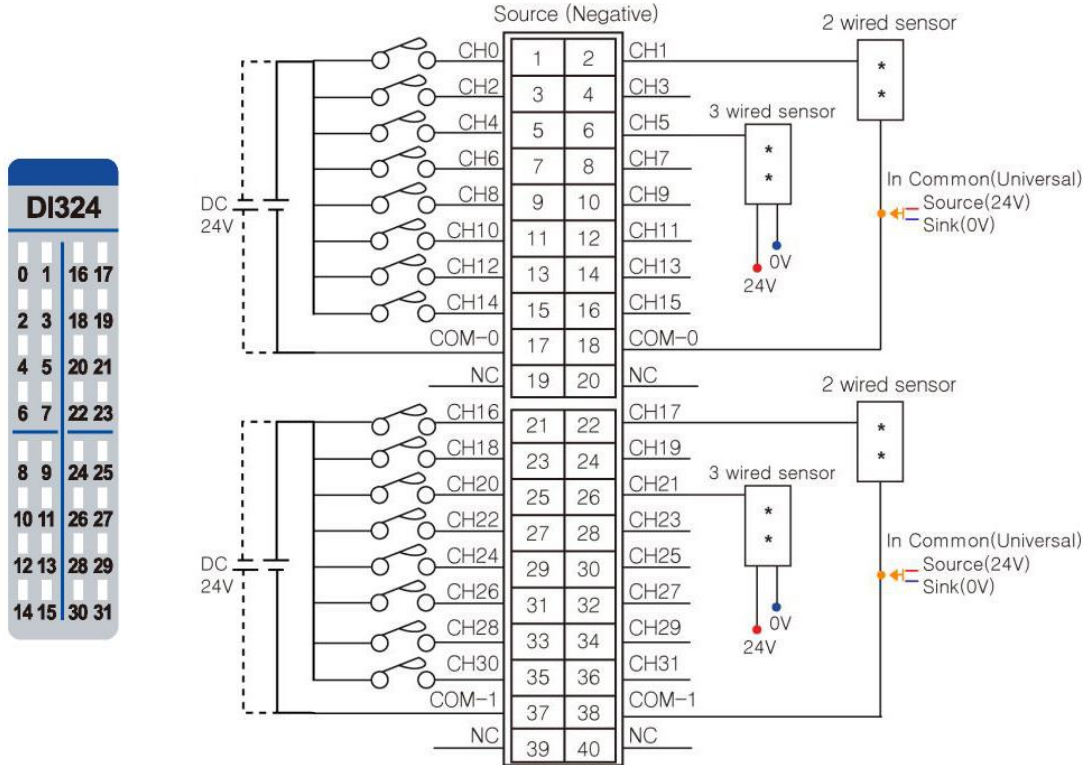 DI324
0 1 16 17
2 3 18 19
4 5 20 21
6 7 22 23
8 9 24 25
10 11 26 27
12 13 28 29
14 15 30 31
Source (Negative)
CH0 1 2 CH1
CH2 3 4 CH3
CH4 5 6 CH5
CH6 7 8 CH7
CH8 9 10 CH9
CH10 11 12 CH11
CH12 13 14 CH13
CH14 15 16 CH15
COM-0 17 18 COM-0
NC 19 20 NC
DC
24V
2 wired sensor
*
*
3 wired sensor
*
*
24V
0V
In Common(Universal)
Source(24V)
Sink(0V)
CH16 21 22 CH17
CH18 23 24 CH19
CH20 25 26 CH21
CH22 27 28 CH23
CH24 29 30 CH25
CH26 31 32 CH27
CH28 33 34 CH29
CH30 35 36 CH31
COM-1 37 38 COM-1
NC 39 40 NC
DC
24V
2 wired sensor
*
*
3 wired sensor
*
*
24V
0V
In Common(Universal)
Source(24V)
Sink(0V)